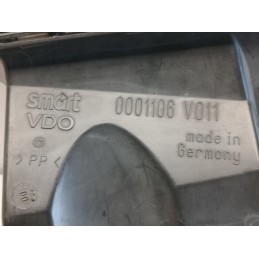 smart 0001106 V011
VDO made in
G Germany
>PP<